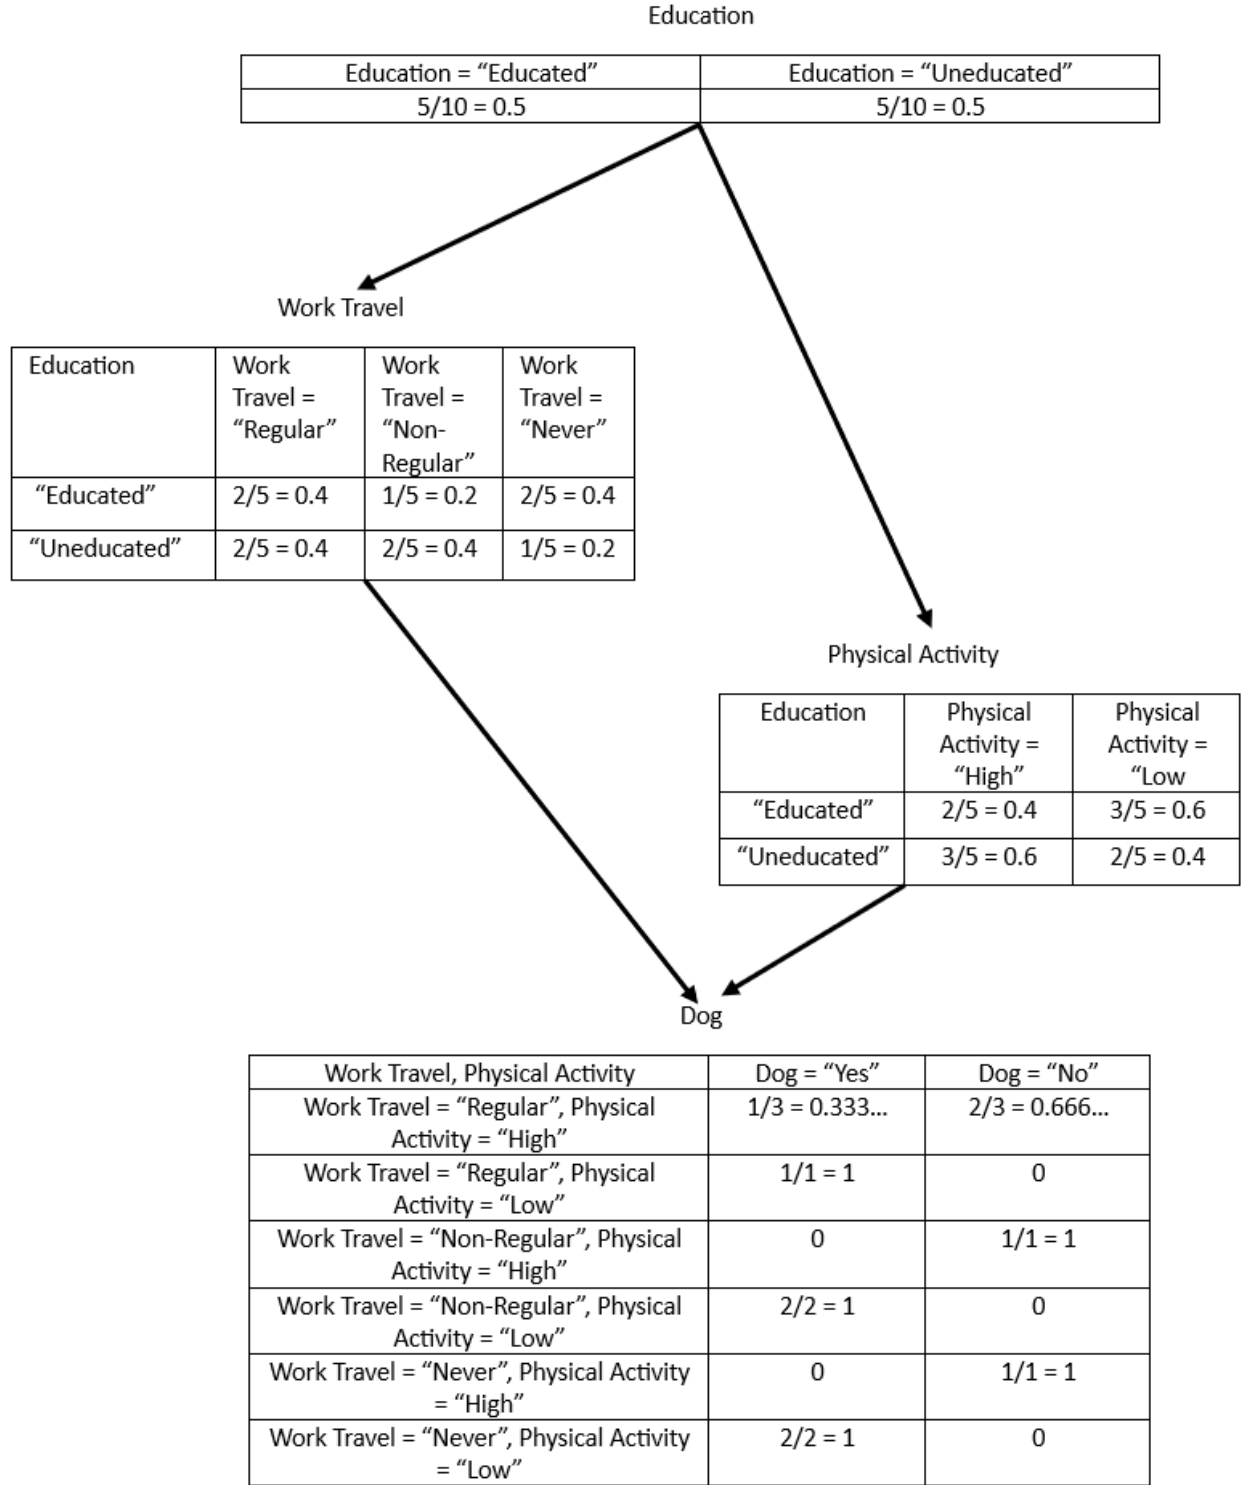 Education
Education = “Educated” Education = “Uneducated”
5/10 = 0.5 5/10 = 0.5
Work Travel
Education Work Work Work
Travel = Travel = Travel =
“Regular” “Non- “Never”
Regular”
“Educated” 2/5 = 0.4 1/5 = 0.2 2/5 = 0.4
“Uneducated” 2/5 = 0.4 2/5 = 0.4 1/5 = 0.2
Physical Activity
Education Physical Physical
Activity = Activity =
“High” “Low
“Educated” 2/5 = 0.4 3/5 = 0.6
“Uneducated” 3/5 = 0.6 2/5 = 0.4
Dog
Work Travel, Physical Activity Dog = “Yes” Dog = “No”
Work Travel = “Regular”, Physical 1/3 = 0.333... 2/3 = 0.666...
Activity = “High”
Work Travel = “Regular”, Physical 1/1 = 1 0
Activity = “Low”
Work Travel = “Non-Regular”, Physical 0 1/1 = 1
Activity = “High”
Work Travel = “Non-Regular”, Physical 2/2 = 1 0
Activity = “Low”
Work Travel = “Never”, Physical Activity 0 1/1 = 1
= “High”
Work Travel = “Never”, Physical Activity 2/2 = 1 0
= “Low”